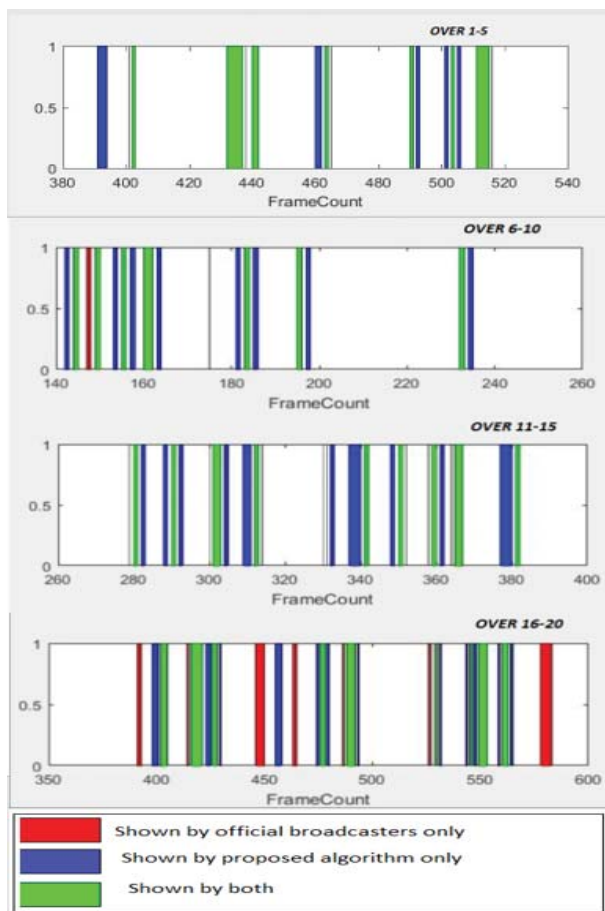 OVER 1-5
1
0.5
0
380 400 420 440 460 480 500 520 540
FrameCount
OVER 6-10
1
0.5
0
140 160 180 200 220 240 260
FrameCount
OVER 11-15
1
0.5
0
260 280 300 320 340 360 380 400
FrameCount
OVER 16-20
1
0.5
0
350 400 450 500 550 600
FrameCount
Shown by official broadcasters only
Shown by proposed algorithm only
Shown by both